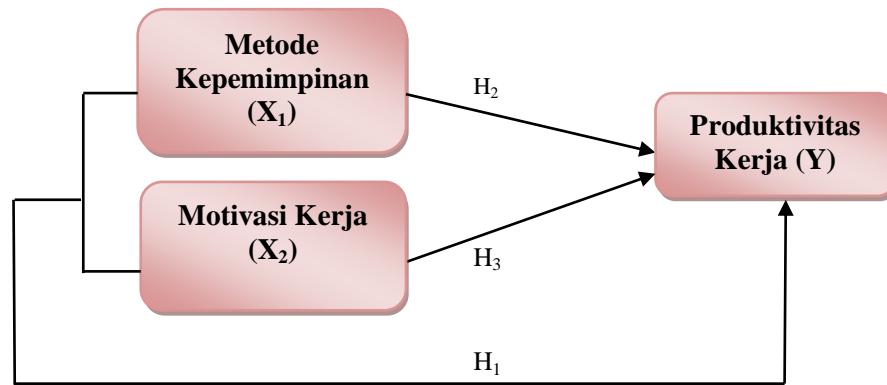 Metode
Kepemimpinan
(X₁)
H₂
Produktivitas
Kerja (Y)
Motivasi Kerja
(X₂)
H₃
H₁